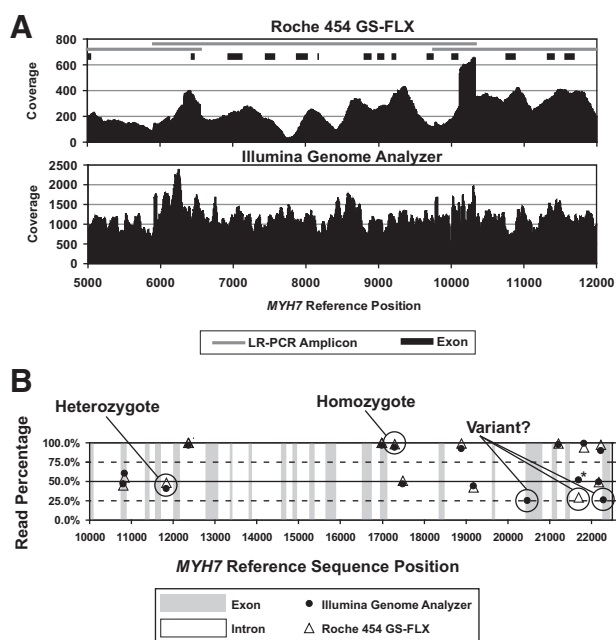 A
Roche 454 GS-FLX
Coverage
800
600
400
200
0
Illumina Genome Analyzer
Coverage
2500
2000
1500
1000
500
0
5000 6000 7000 8000 9000 10000 11000 12000
MYH7 Reference Position
LR-PCR Amplicon Exon
B
Heterozygote
Homozygote
Variant?
Read Percentage
100.0%
75.0%
50.0%
25.0%
0.0%
*
10000 11000 12000 13000 14000 15000 16000 17000 18000 19000 20000 21000 22000
MYH7 Reference Sequence Position
Exon Illumina Genome Analyzer
Intron Roche 454 GS-FLX